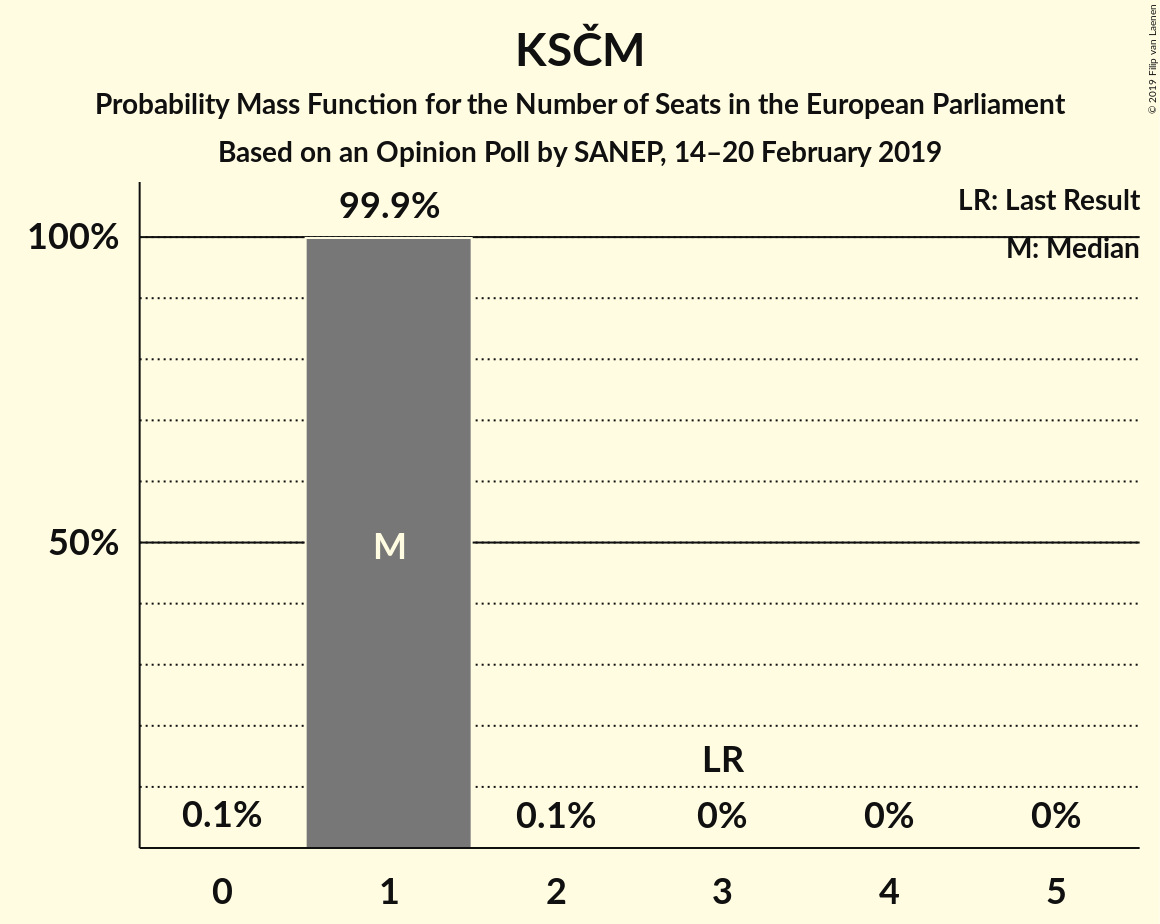 KSČM
Probability Mass Function for the Number of Seats in the European Parliament
Based on an Opinion Poll by SANEP, 14–20 February 2019
© 2019 Filip van Laenen
LR: Last Result
M: Median
99.9%
100%
50%
M
LR
0.1% 0.1% 0% 0% 0%
0 1 2 3 4 5